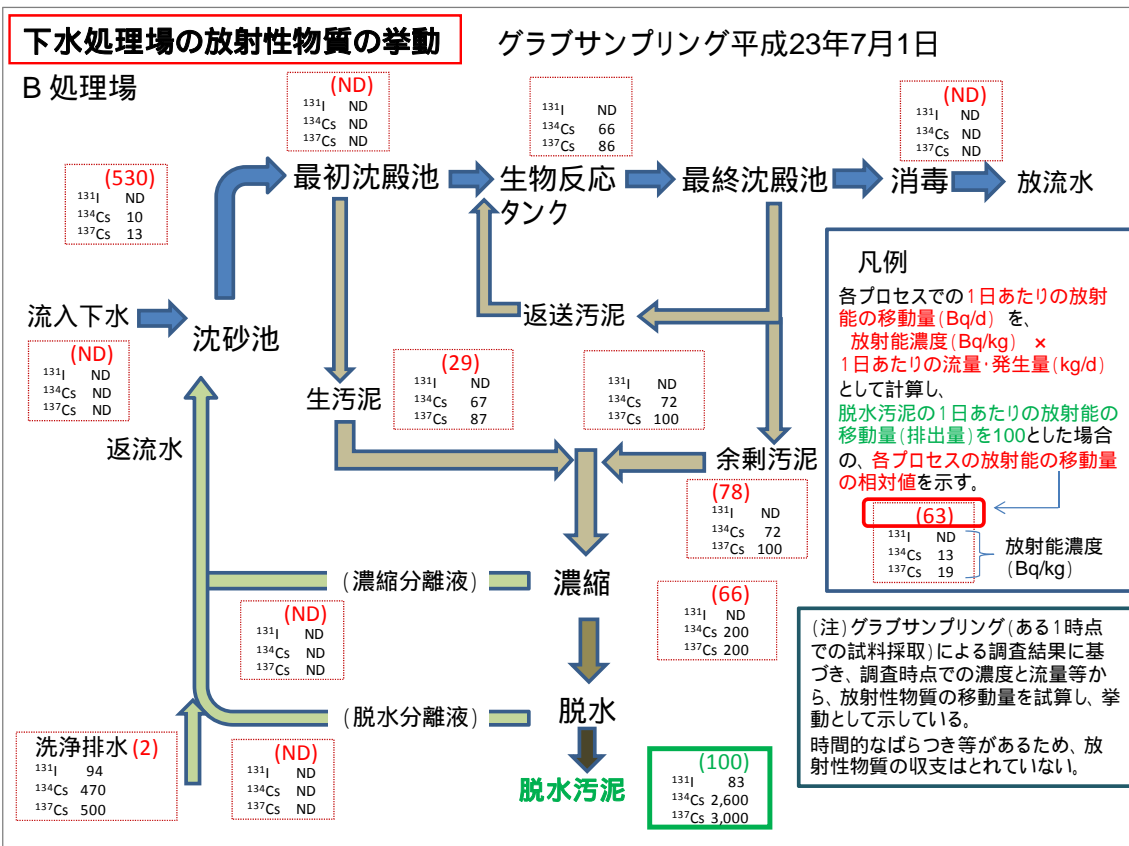 下水処理場の放射性物質の挙動
グラブサンプリング平成23年7月1日
B 処理場
(ND)
131I ND
134Cs ND
137Cs ND
131I ND
134Cs 66
137Cs 86
(ND)
131I ND
134Cs ND
137Cs ND
(530)
131I ND
134Cs 10
137Cs 13
最初沈殿池
生物反応
タンク
最終沈殿池
消毒
放流水
流入下水
沈砂池
(ND)
131I ND
134Cs ND
137Cs ND
返流水
返送汚泥
生汚泥
(29)
131I ND
134Cs 67
137Cs 87
131I ND
134Cs 72
137Cs 100
余剰汚泥
(78)
131I ND
134Cs 72
137Cs 100
(濃縮分離液)
濃縮
(ND)
131I ND
134Cs ND
137Cs ND
(66)
131I ND
134Cs 200
137Cs 200
(脱水分離液)
脱水
洗浄排水(2)
131I 94
134Cs 470
137Cs 500
(ND)
131I ND
134Cs ND
137Cs ND
脱水汚泥
(100)
131I 83
134Cs 2,600
137Cs 3,000
凡例
各プロセスでの1日あたりの放射
能の移動量(Bq/d) を、
放射能濃度(Bq/kg) ×
1日あたりの流量・発生量(kg/d)
として計算し、
脱水汚泥の1日あたりの放射能の
移動量(排出量)を100とした場合
の、各プロセスの放射能の移動量
の相対値を示す。
(63)
131I ND
134Cs 13
137Cs 19
放射能濃度
(Bq/kg)
(注)グラブサンプリング(ある1時点
での試料採取)による調査結果に基
づき、調査時点での濃度と流量等か
ら、放射性物質の移動量を試算し、挙
動として示している。
時間的なばらつき等があるため、放
射性物質の収支はとれていない。